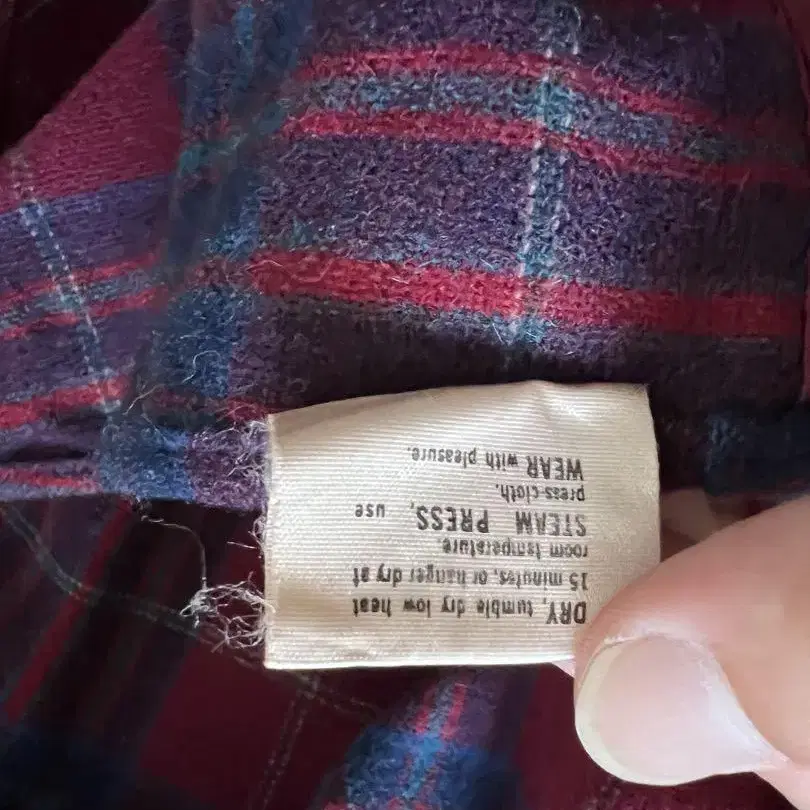 DRY, tumble dry low heat
15 minutes, or hanger dry at
room temperature.
STEAM PRESS, use
press-cloth.
WEAR with pleasure.